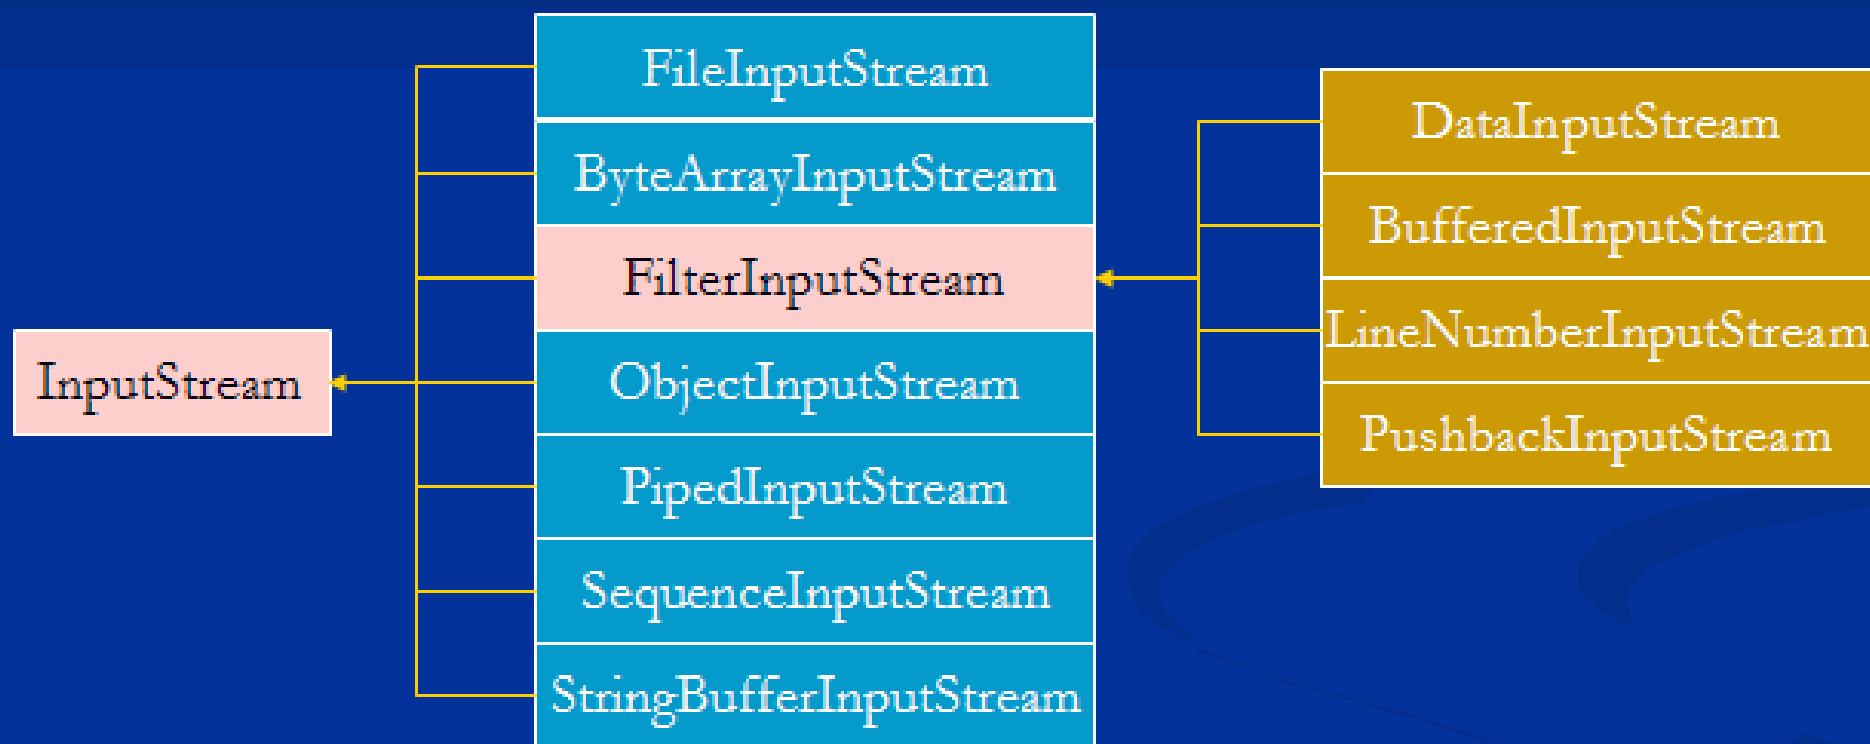 FileInputStream
ByteArrayInputStream
FilterInputStream
InputStream
ObjectInputStream
PipedInputStream
SequenceInputStream
StringBufferInputStream
DataInputStream
BufferedInputStream
LineNumberInputStream
PushbackInputStream